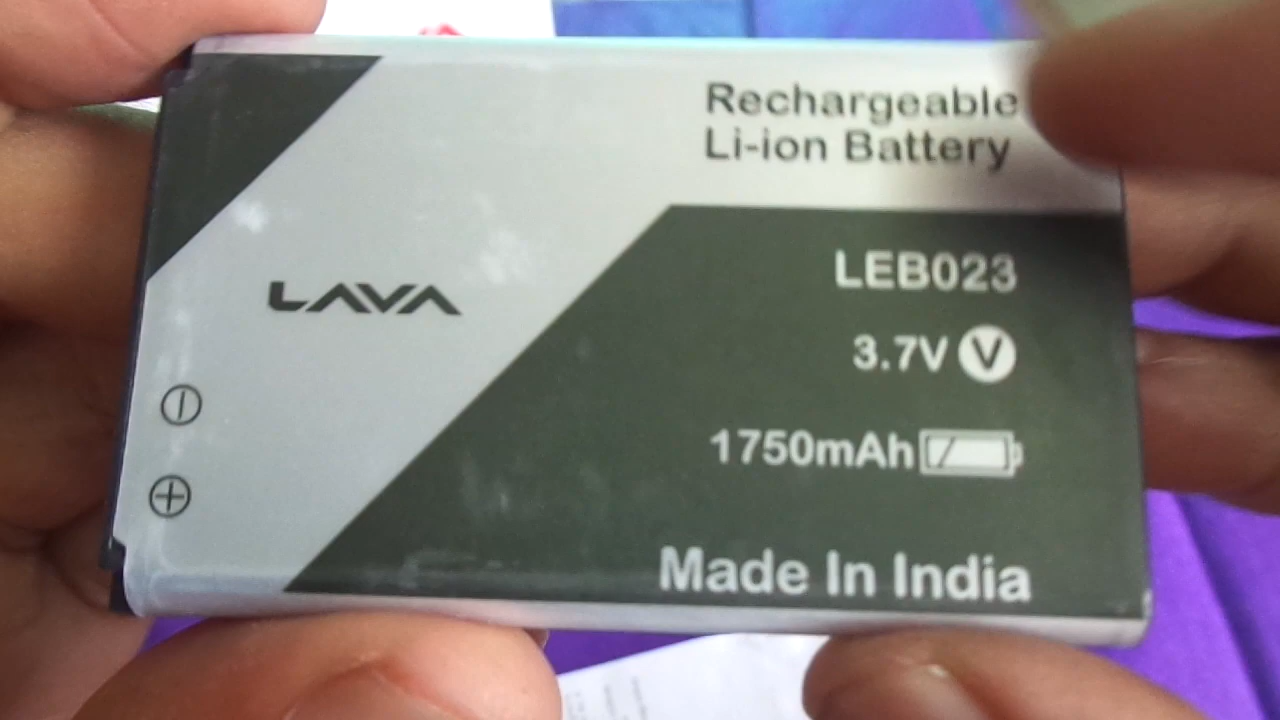 Rechargeable
Li-ion Battery
LAVA
LEB023
3.7V V
1750mAh
Made In India